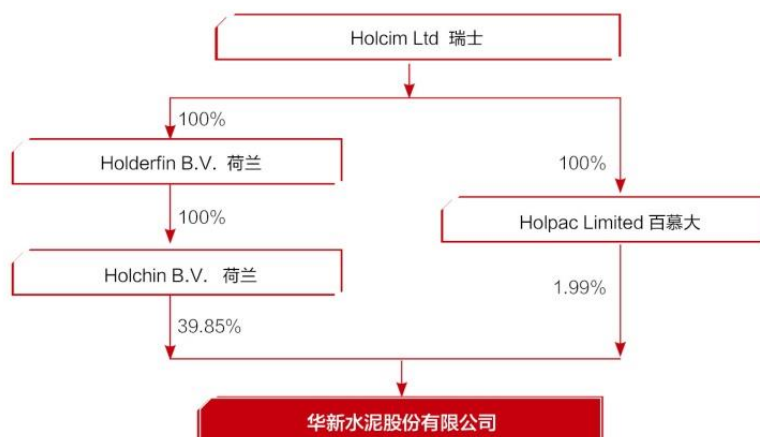 Holcim Ltd 瑞士
100%
Holderfin B.V. 荷兰
100%
100%
Holpac Limited 百慕大
Holchin B.V. 荷兰
1.99%
39.85%
华新水泥股份有限公司